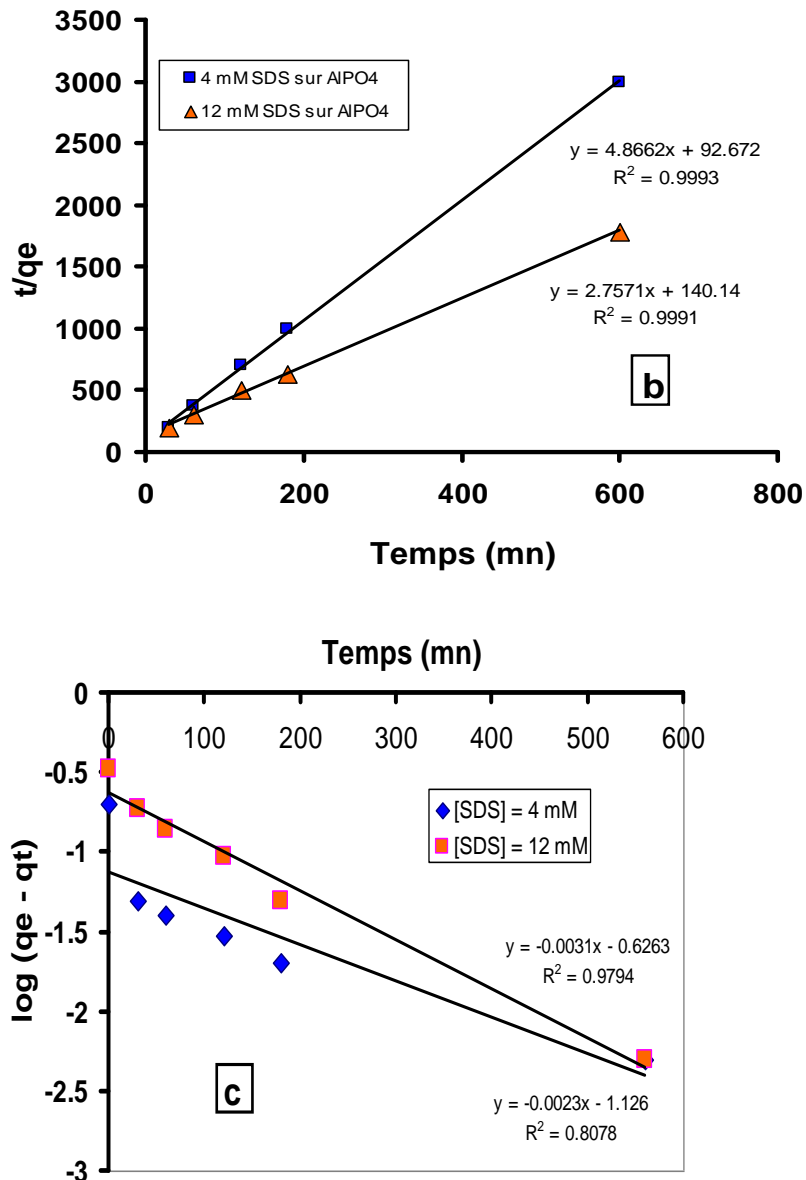 3500
3000
2500
2000
1500
1000
500
0
t/qe
4 mM SDS sur AlPO4
12 mM SDS sur AlPO4
y = 4.8662x + 92.672
R² = 0.9993
y = 2.7571x + 140.14
R² = 0.9991
b
0 200 400 600 800
Temps (mn)
Temps (mn)
0 100 200 300 400 500 600
0
-0.5
-1
-1.5
-2
-2.5
-3
log (qe - qt)
[SDS] = 4 mM
[SDS] = 12 mM
y = -0.0031x - 0.6263
R² = 0.9794
y = -0.0023x - 1.126
R² = 0.8078
c